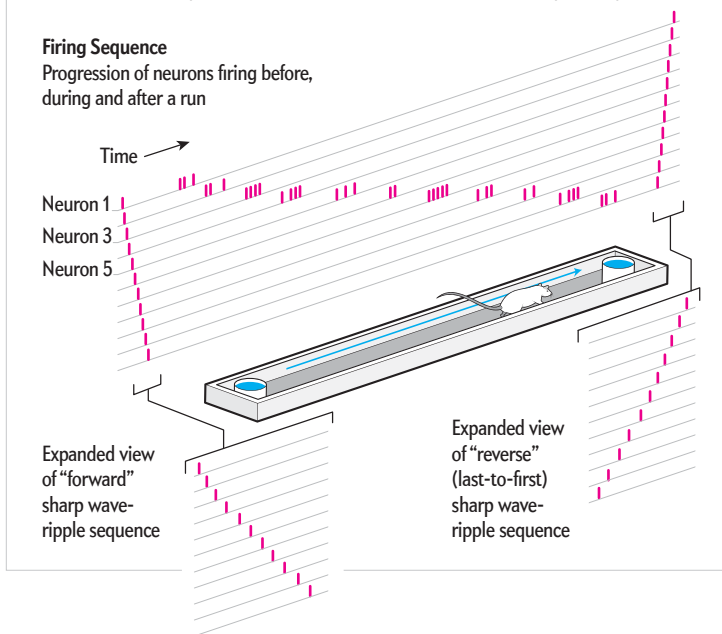 Firing Sequence
Progression of neurons firing before,
during and after a run
Time
Neuron 1
Neuron 3
Neuron 5
Expanded view
of “forward”
sharp wave-
ripple sequence
Expanded view
of “reverse”
(last-to-first)
sharp wave-
ripple sequence